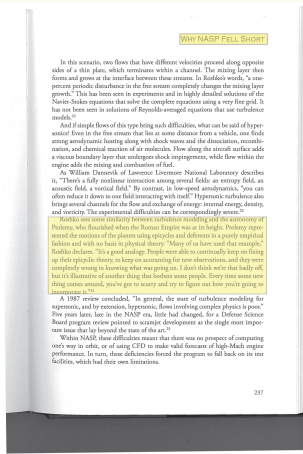 WHY NASP FELL SHORT
In this scenario, two flows that have different velocities proceed along opposite
sides of a thin plate, which terminates within a channel. The mixing layer then
forms and grows at the interface between these streams. In Roshko's words, "a one-
percent periodic disturbance in the free stream completely changes the mixing layer
growth." This has been seen in experiments and in highly detailed solutions of the
Navier-Stokes equations that solve the complete equations using a very fine grid. It
has not been seen in solutions of Reynolds-averaged equations that use turbulence
models.
And if simple flows of this type bring such difficulties, what can be said of hyper-
sonics? Even in the free stream that lies at some distance from a vehicle, one finds
strong aerodynamic heating along with shock waves and the dissociation, recombi-
nation, and chemical reaction of air molecules. Flow along the aircraft surface adds
a viscous boundary layer that undergoes shock impingement, while flow within the
engine adds the mixing and combustion of fuel.
As William Dannevik of Lawrence Livermore National Laboratory describes
it, "There's a fully nonlinear interaction among several fields: an entropy field, an
acoustic field, a vortical field." By contrast, in low-speed aerodynamics, "you can
often reduce it down to one field interacting with itself." Hypersonic turbulence also
brings several channels for the flow and exchange of energy: internal energy, density,
and vorticity. The experimental difficulties can be correspondingly severe.
Roshko sees some similarity between turbulence modeling and the astronomy of
Ptolemy, who flourished when the Roman Empire was at its height. Ptolemy repre-
sented the motions of the planets using epicycles and deferents in a purely empirical
fashion and with no basis in physical theory. "Many of us have used that example,"
Roshko declares. "It's a good analogy. People were able to continually keep on fixing
up their epicyclic theory, to keep on accounting for new observations, and they were
completely wrong in knowing what was going on. I don't think we're that badly off,
but it's illustrative of another thing that bothers some people. Every time some new
thing comes around, you've got to scurry and try to figure out how you're going to
incorporate it."
A 1987 review concluded, "In general, the state of turbulence modeling for
supersonic, and by extension, hypersonic, flows involving complex physics is poor."
Five years later, late in the NASP era, little had changed, for a Defense Science
Board program review pointed to scramjet development as the single most impor-
tant issue that lay beyond the state of the art.
Within NASP, these difficulties meant that there was no prospect of computing
one's way to orbit, or of using CFD to make valid forecasts of high-Mach engine
performance. In turn, these deficiencies forced the program to fall back on its test
facilities, which had their own limitations.
237